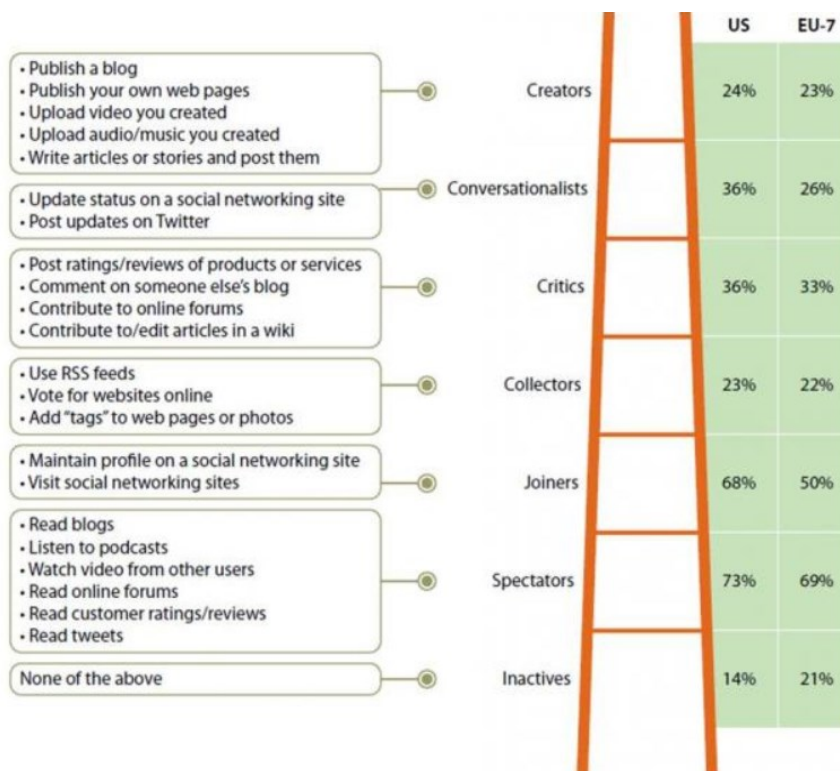 US EU-7
• Publish a blog
• Publish your own web pages
• Upload video you created
• Upload audio/music you created
• Write articles or stories and post them
Creators 24% 23%
• Update status on a social networking site
• Post updates on Twitter
Conversationalists 36% 26%
• Post ratings/reviews of products or services
• Comment on someone else's blog
• Contribute to online forums
• Contribute to/edit articles in a wiki
Critics 36% 33%
• Use RSS feeds
• Vote for websites online
• Add “tags” to web pages or photos
Collectors 23% 22%
• Maintain profile on a social networking site
• Visit social networking sites
Joiners 68% 50%
• Read blogs
• Listen to podcasts
• Watch video from other users
• Read online forums
• Read customer ratings/reviews
• Read tweets
Spectators 73% 69%
None of the above
Inactives 14% 21%